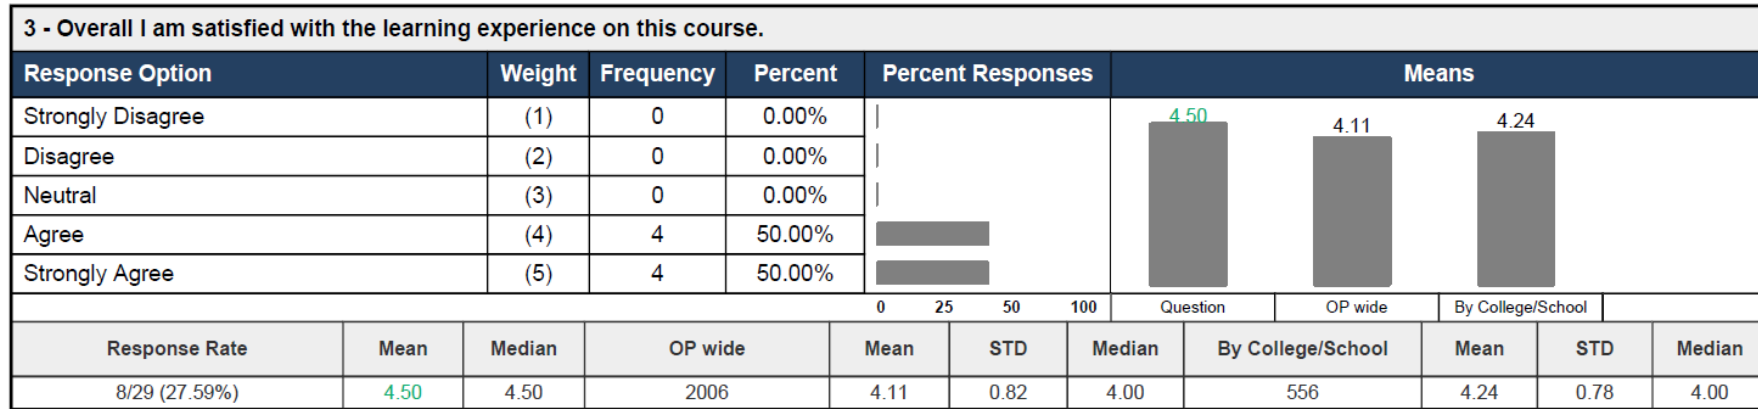 3 - Overall I am satisfied with the learning experience on this course.
Response Option Weight Frequency Percent Percent Responses Means
Strongly Disagree (1) 0 0.00% 4.50 4.11 4.24
Disagree (2) 0 0.00%
Neutral (3) 0 0.00%
Agree (4) 4 50.00%
Strongly Agree (5) 4 50.00%
0 25 50 100 Question OP wide By College/School
Response Rate Mean Median OP wide Mean STD Median By College/School Mean STD Median
8/29 (27.59%) 4.50 4.50 2006 4.11 0.82 4.00 556 4.24 0.78 4.00